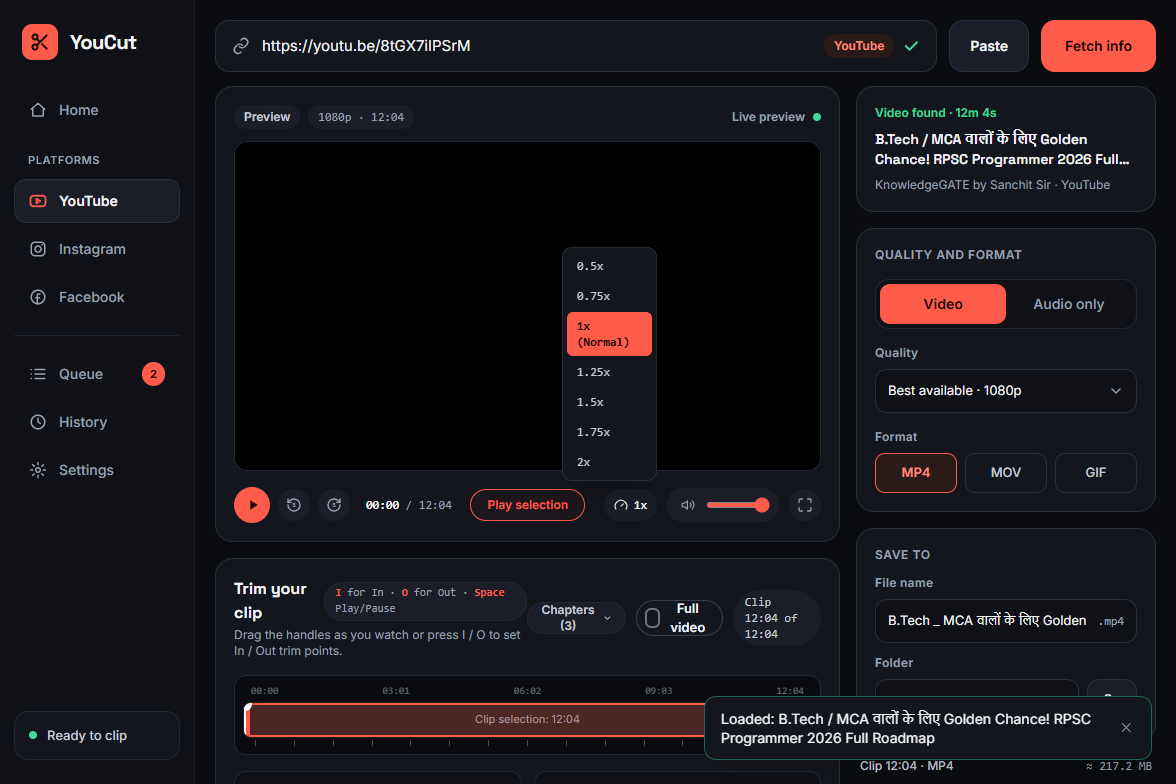 YouCut
Home
PLATFORMS
YouTube
Instagram
Facebook
Queue 2
History
Settings
Ready to clip
https://youtu.be/8tGX7iIPSrM YouTube
Paste
Fetch info
Preview 1080p · 12:04 Live preview
0.5x
0.75x
1x
(Normal)
1.25x
1.5x
1.75x
2x
5 5 00:00 / 12:04 Play selection 1x
Trim your
clip
I for In · O for Out · Space
Play/Pause
Drag the handles as you watch or press I / O to set
In / Out trim points.
Chapters
(3)
Full
video
Clip
12:04 of
12:04
00:00 03:01 06:02 09:03 12:04
Clip selection: 12:04
Video found · 12m 4s
B.Tech / MCA वालों के लिए Golden
Chance! RPSC Programmer 2026 Full...
KnowledgeGATE by Sanchit Sir · YouTube
QUALITY AND FORMAT
Video Audio only
Quality
Best available · 1080p
Format
MP4 MOV GIF
SAVE TO
File name
B.Tech _ MCA वालों के लिए Golden .mp4
Folder
Loaded: B.Tech / MCA वालों के लिए Golden Chance! RPSC
Programmer 2026 Full Roadmap
Clip 12:04 · MP4 ≈ 217.2 MB